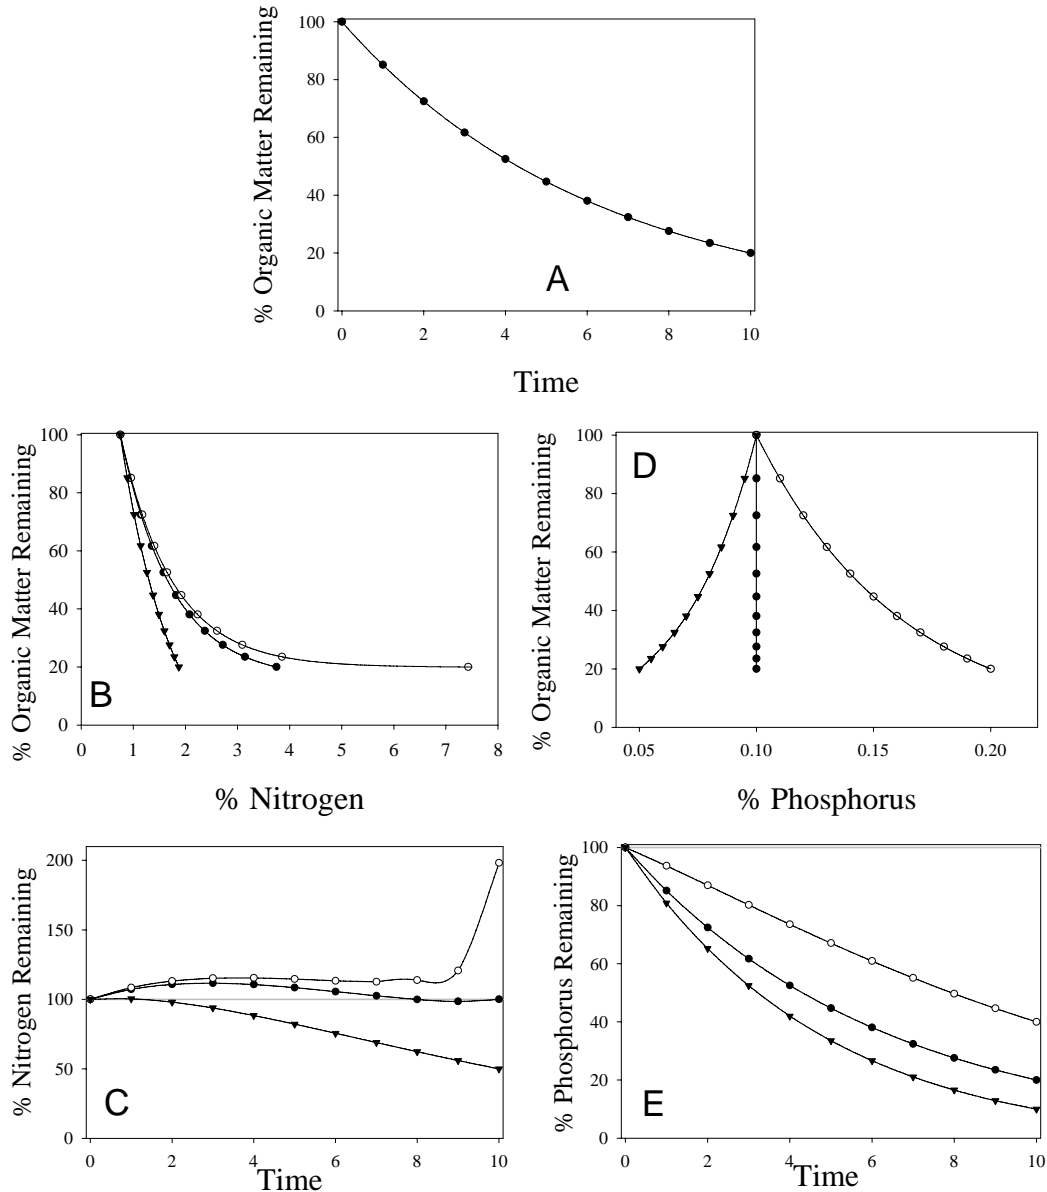 % Organic Matter Remaining
100
80
60
40
20
0
A
0 2 4 6 8 10
Time
% Organic Matter Remaining
100
80
60
40
20
0
B
0 1 2 3 4 5 6 7 8
% Nitrogen
% Organic Matter Remaining
100
80
60
40
20
0
D
0.05 0.10 0.15 0.20
% Phosphorus
% Nitrogen Remaining
200
150
100
50
0
C
0 2 4 6 8 10
Time
% Phosphorus Remaining
100
80
60
40
20
0
E
0 2 4 6 8 10
Time